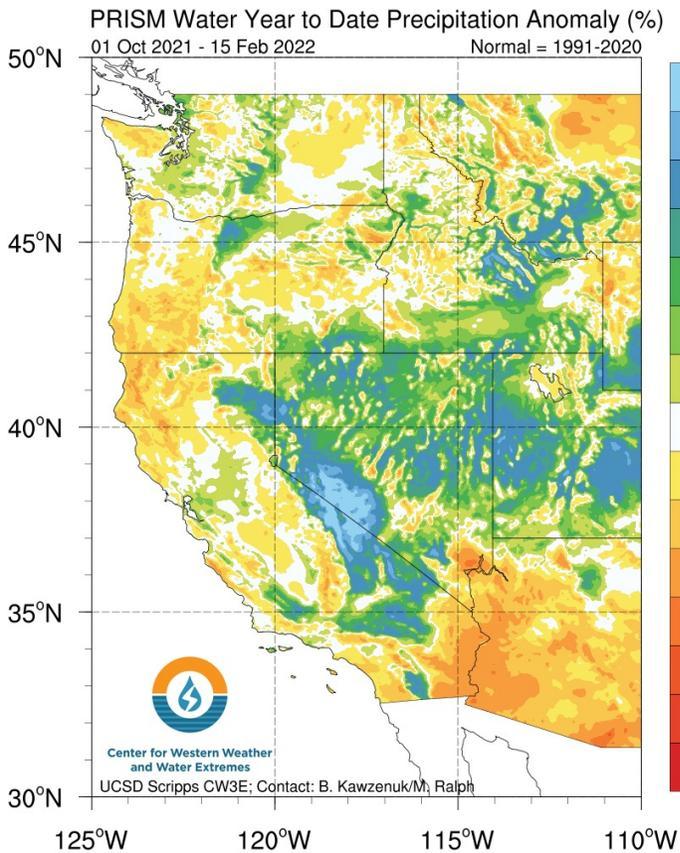 PRISM Water Year to Date Precipitation Anomaly (%)
01 Oct 2021 - 15 Feb 2022 Normal = 1991-2020
50°N
45°N
40°N
35°N
Center for Western Weather
and Water Extremes
UCSD Scripps CW3E; Contact: B. Kawzenuk/M. Ralph
30°N
125°W 120°W 115°W 110°W